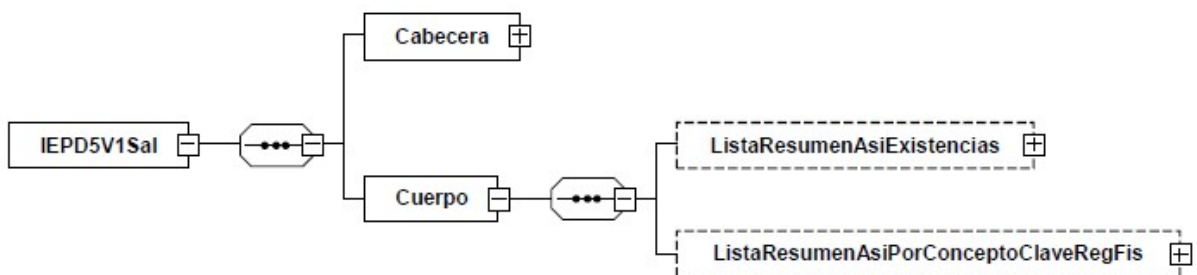 Cabecera
IEPD5V1Sal
ListaResumenAsiExistencias
Cuerpo
ListaResumenAsiPorConceptoClaveRegFis